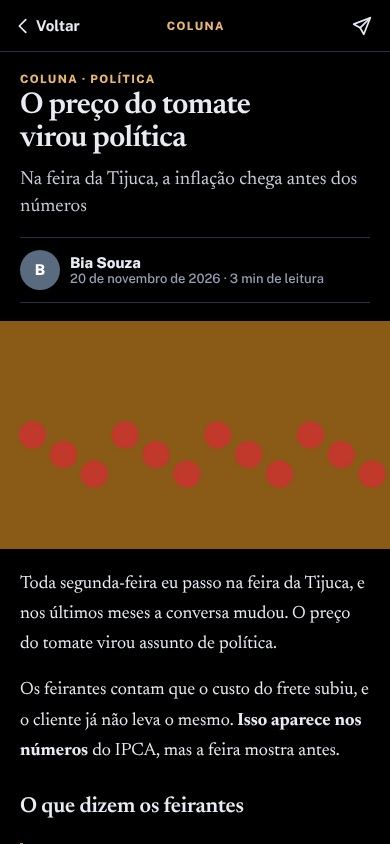 Voltar
COLUNA
COLUNA · POLÍTICA
O preço do tomate
virou política
Na feira da Tijuca, a inflação chega antes dos
números
B
Bia Souza
20 de novembro de 2026 · 3 min de leitura
Toda segunda-feira eu passo na feira da Tijuca, e
nos últimos meses a conversa mudou. O preço
do tomate virou assunto de política.
Os feirantes contam que o custo do frete subiu, e
o cliente já não leva o mesmo. Isso aparece nos
números do IPCA, mas a feira mostra antes.
O que dizem os feirantes